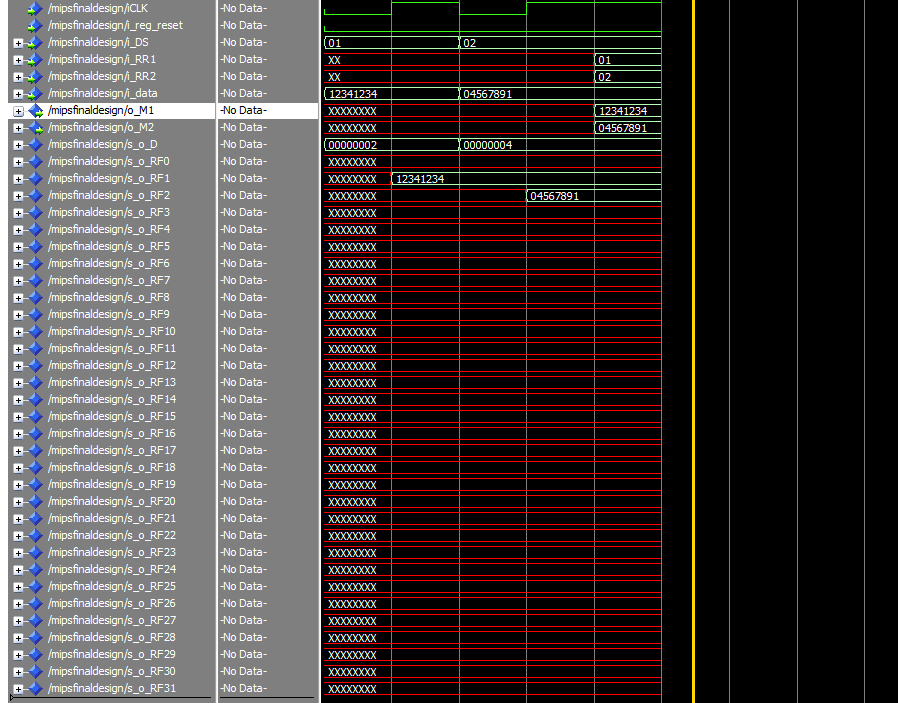 /mipsfinaldesign/iCLK -No Data-
/mipsfinaldesign/i_reg_reset -No Data-
/mipsfinaldesign/i_DS -No Data- 01 02
/mipsfinaldesign/i_RR1 -No Data- XX 01
/mipsfinaldesign/i_RR2 -No Data- XX 02
/mipsfinaldesign/i_data -No Data- 12341234 04567891
/mipsfinaldesign/o_M1 -No Data- XXXXXXXX 12341234
/mipsfinaldesign/o_M2 -No Data- XXXXXXXX 04567891
/mipsfinaldesign/s_o_D -No Data- 00000002 00000004
/mipsfinaldesign/s_o_RF0 -No Data- XXXXXXXX
/mipsfinaldesign/s_o_RF1 -No Data- XXXXXXXX 12341234
/mipsfinaldesign/s_o_RF2 -No Data- XXXXXXXX 04567891
/mipsfinaldesign/s_o_RF3 -No Data- XXXXXXXX
/mipsfinaldesign/s_o_RF4 -No Data- XXXXXXXX
/mipsfinaldesign/s_o_RF5 -No Data- XXXXXXXX
/mipsfinaldesign/s_o_RF6 -No Data- XXXXXXXX
/mipsfinaldesign/s_o_RF7 -No Data- XXXXXXXX
/mipsfinaldesign/s_o_RF8 -No Data- XXXXXXXX
/mipsfinaldesign/s_o_RF9 -No Data- XXXXXXXX
/mipsfinaldesign/s_o_RF10 -No Data- XXXXXXXX
/mipsfinaldesign/s_o_RF11 -No Data- XXXXXXXX
/mipsfinaldesign/s_o_RF12 -No Data- XXXXXXXX
/mipsfinaldesign/s_o_RF13 -No Data- XXXXXXXX
/mipsfinaldesign/s_o_RF14 -No Data- XXXXXXXX
/mipsfinaldesign/s_o_RF15 -No Data- XXXXXXXX
/mipsfinaldesign/s_o_RF16 -No Data- XXXXXXXX
/mipsfinaldesign/s_o_RF17 -No Data- XXXXXXXX
/mipsfinaldesign/s_o_RF18 -No Data- XXXXXXXX
/mipsfinaldesign/s_o_RF19 -No Data- XXXXXXXX
/mipsfinaldesign/s_o_RF20 -No Data- XXXXXXXX
/mipsfinaldesign/s_o_RF21 -No Data- XXXXXXXX
/mipsfinaldesign/s_o_RF22 -No Data- XXXXXXXX
/mipsfinaldesign/s_o_RF23 -No Data- XXXXXXXX
/mipsfinaldesign/s_o_RF24 -No Data- XXXXXXXX
/mipsfinaldesign/s_o_RF25 -No Data- XXXXXXXX
/mipsfinaldesign/s_o_RF26 -No Data- XXXXXXXX
/mipsfinaldesign/s_o_RF27 -No Data- XXXXXXXX
/mipsfinaldesign/s_o_RF28 -No Data- XXXXXXXX
/mipsfinaldesign/s_o_RF29 -No Data- XXXXXXXX
/mipsfinaldesign/s_o_RF30 -No Data- XXXXXXXX
/mipsfinaldesign/s_o_RF31 -No Data- XXXXXXXX